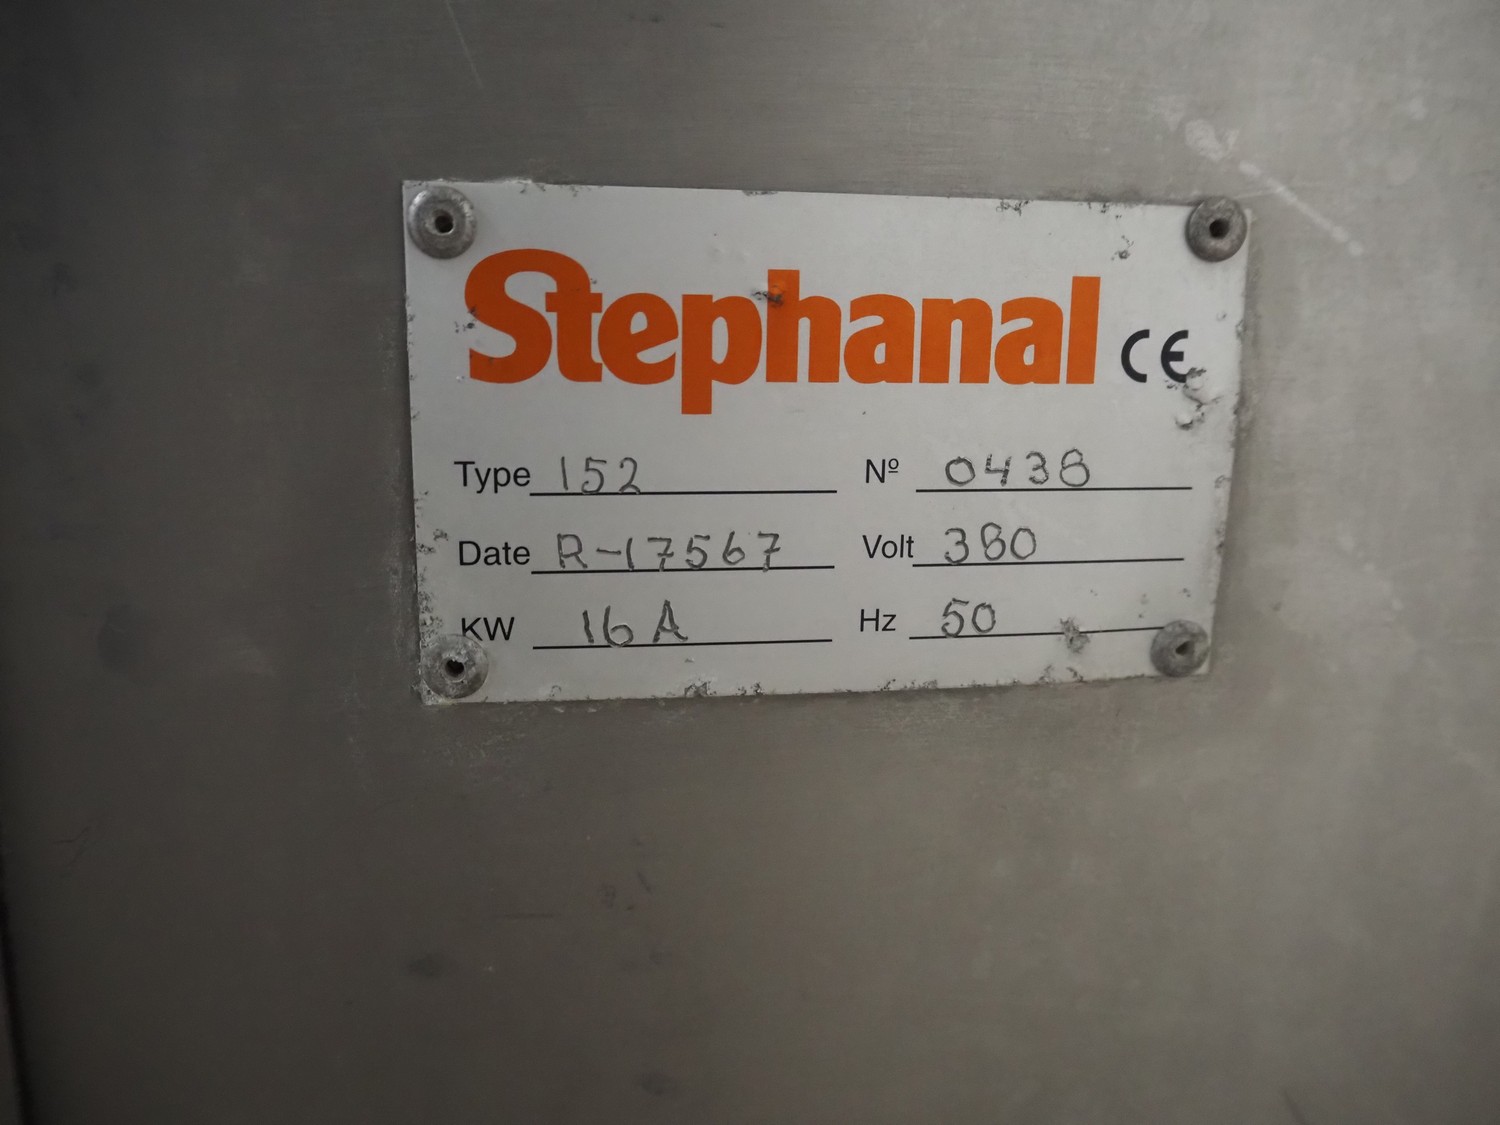 Stephanal CE
Type 152 Nº 0438
Date R-17567 Volt 380
KW 16A Hz 50